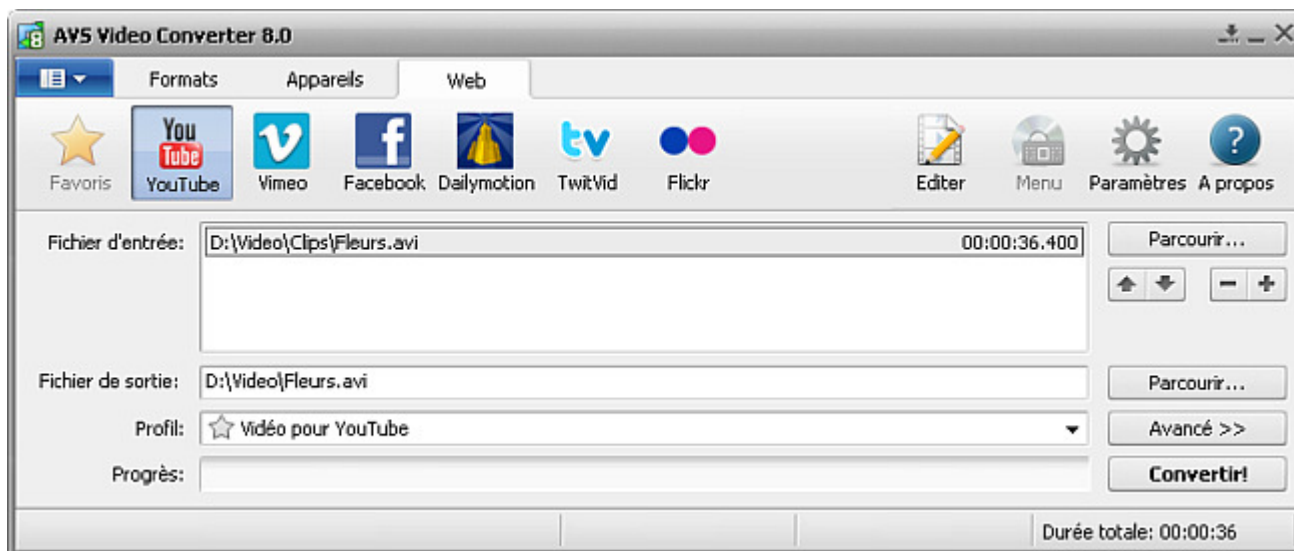 AVS Video Converter 8.0
Formats Appareils Web
You
Tube
Favoris YouTube Vimeo Facebook Dailymotion TwitVid Flickr Editer Menu Paramètres A propos
Fichier d'entrée: D:\Video\Clips\Fleurs.avi 00:00:36.400 Parcourir...
Fichier de sortie: D:\Video\Fleurs.avi Parcourir...
Profil: Vidéo pour YouTube Avancé >>
Progrès: Convertir!
Durée totale: 00:00:36